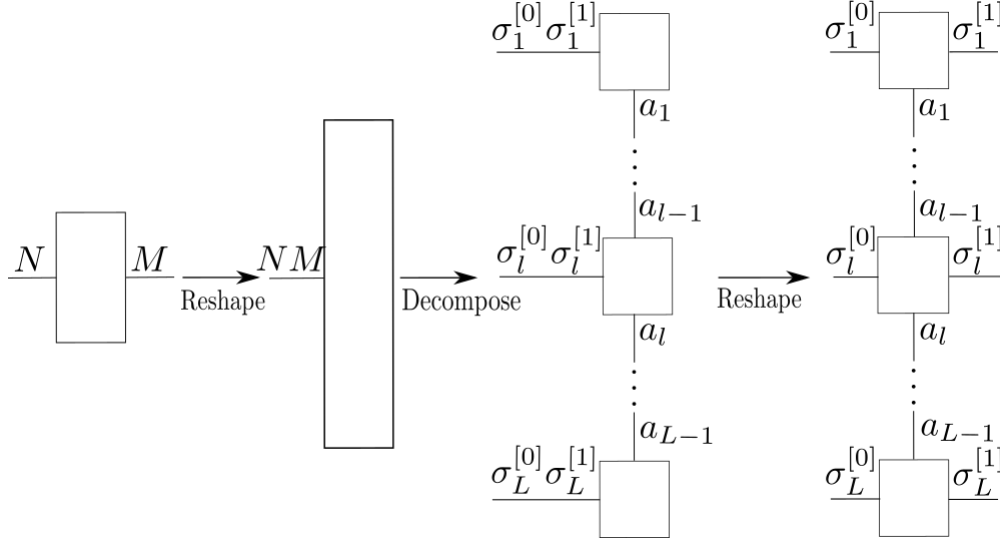 N
M
Reshape
NM
Decompose
σ_1^{[0]} σ_1^{[1]}
a_1
a_{l−1}
σ_l^{[0]} σ_l^{[1]}
a_l
a_{L−1}
σ_L^{[0]} σ_L^{[1]}
Reshape
σ_1^{[0]}
σ_1^{[1]}
a_1
a_{l−1}
σ_l^{[0]}
σ_l^{[1]}
a_l
a_{L−1}
σ_L^{[0]}
σ_L^{[1]}